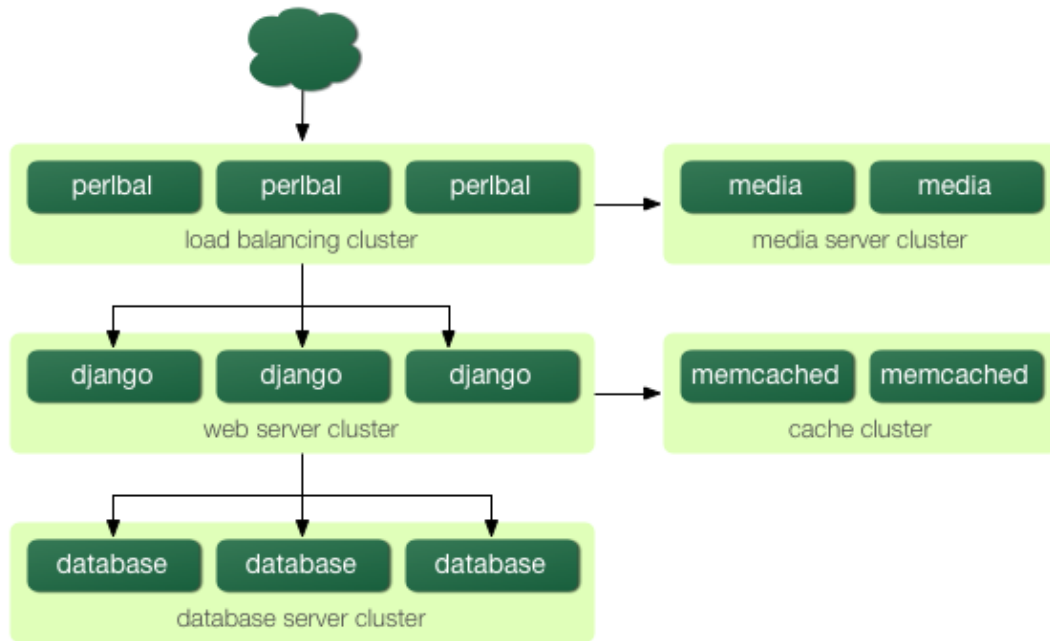 perlbal perlbal perlbal
load balancing cluster
media media
media server cluster
django django django
web server cluster
memcached memcached
cache cluster
database database database
database server cluster